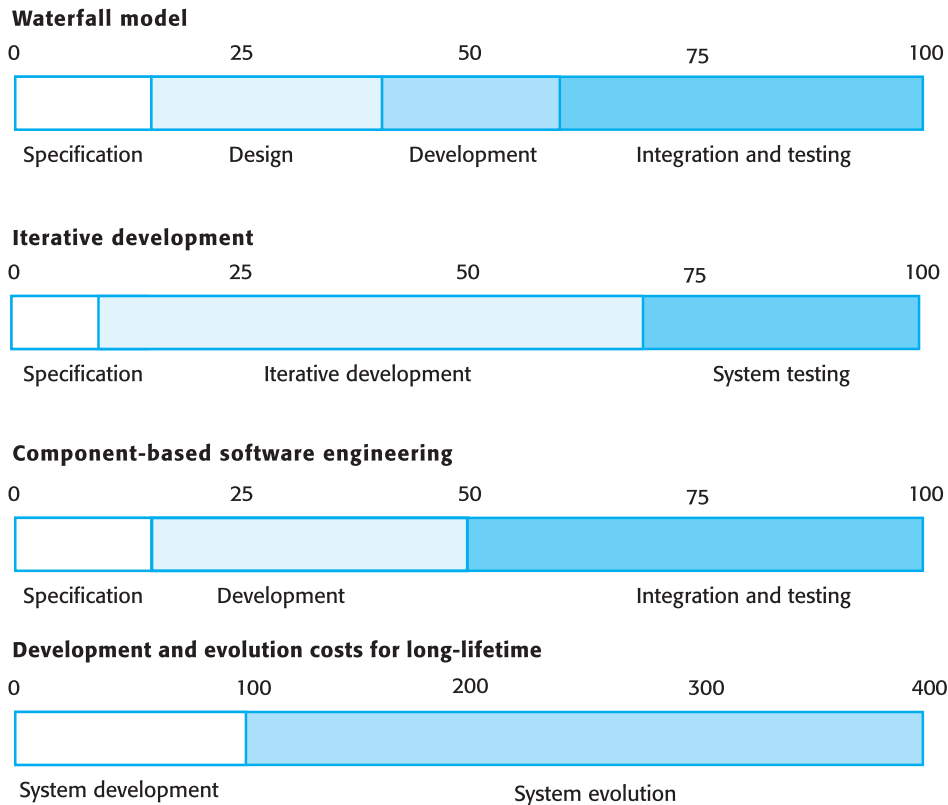 Waterfall model
0 25 50 75 100
Specification Design Development Integration and testing
Iterative development
0 25 50 75 100
Specification Iterative development System testing
Component-based software engineering
0 25 50 75 100
Specification Development Integration and testing
Development and evolution costs for long-lifetime
0 100 200 300 400
System development System evolution